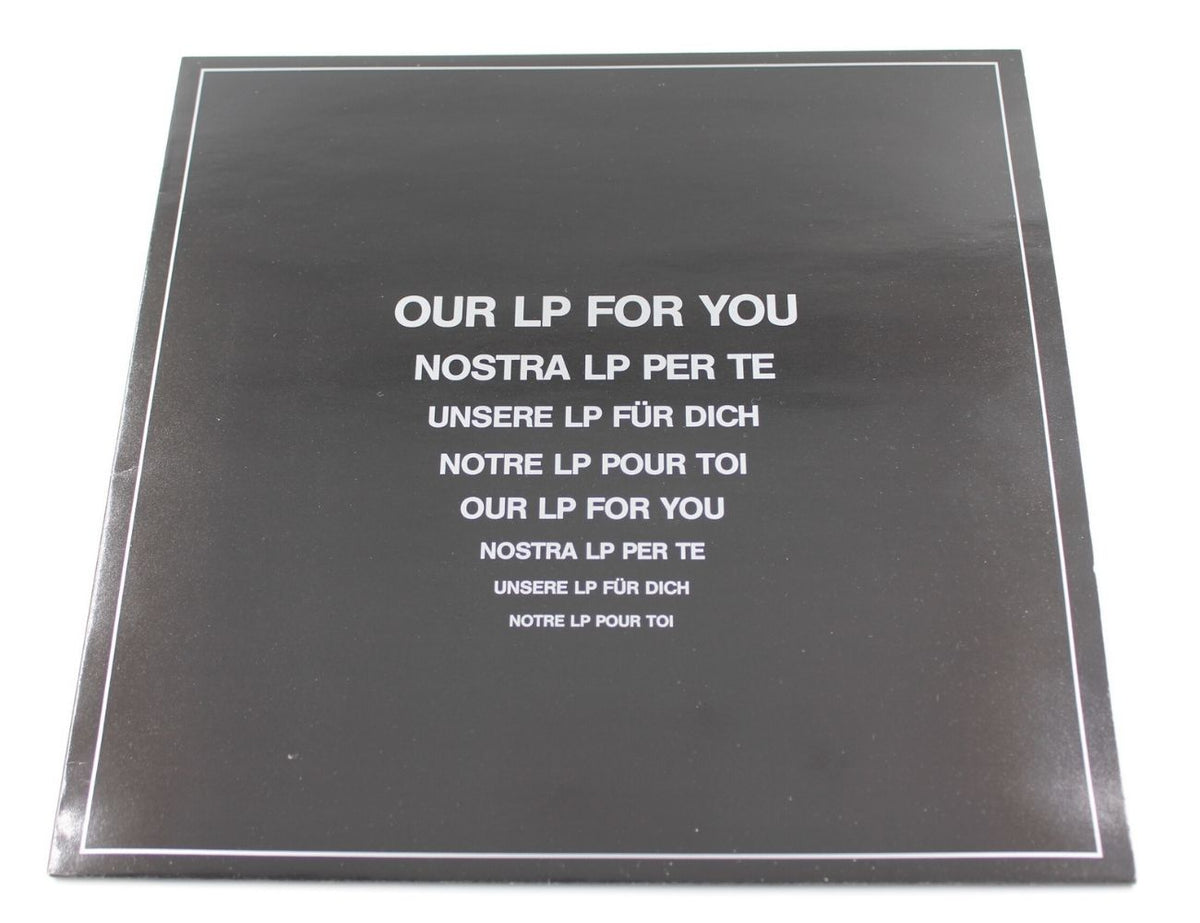 OUR LP FOR YOU
NOSTRA LP PER TE
UNSERE LP FÜR DICH
NOTRE LP POUR TOI
OUR LP FOR YOU
NOSTRA LP PER TE
UNSERE LP FÜR DICH
NOTRE LP POUR TOI